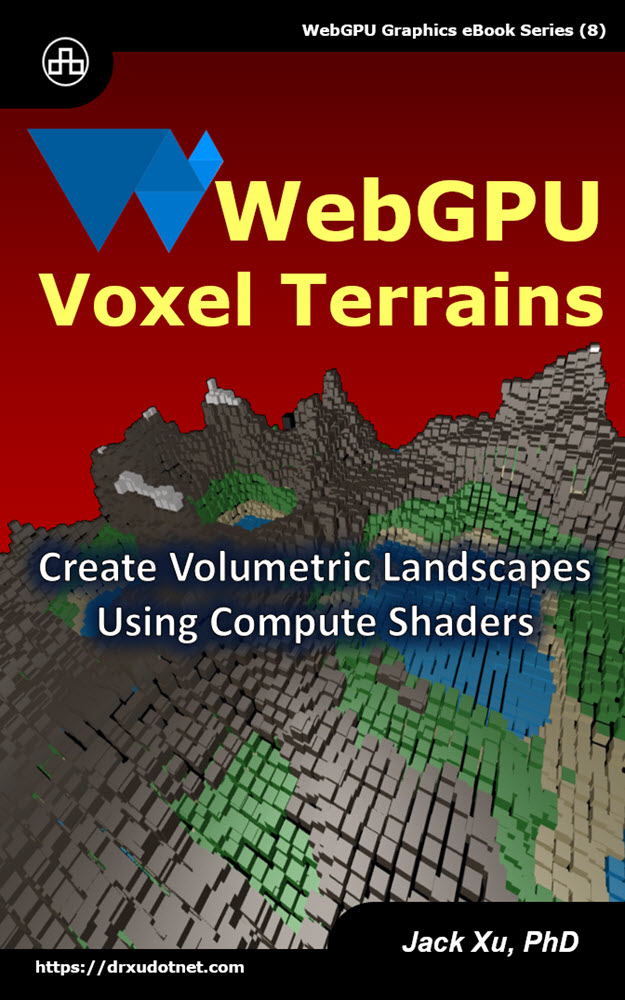 WebGPU Graphics eBook Series (8)
WebGPU
Voxel Terrains
Create Volumetric Landscapes
Using Compute Shaders
Jack Xu, PhD
https://drxudotnet.com